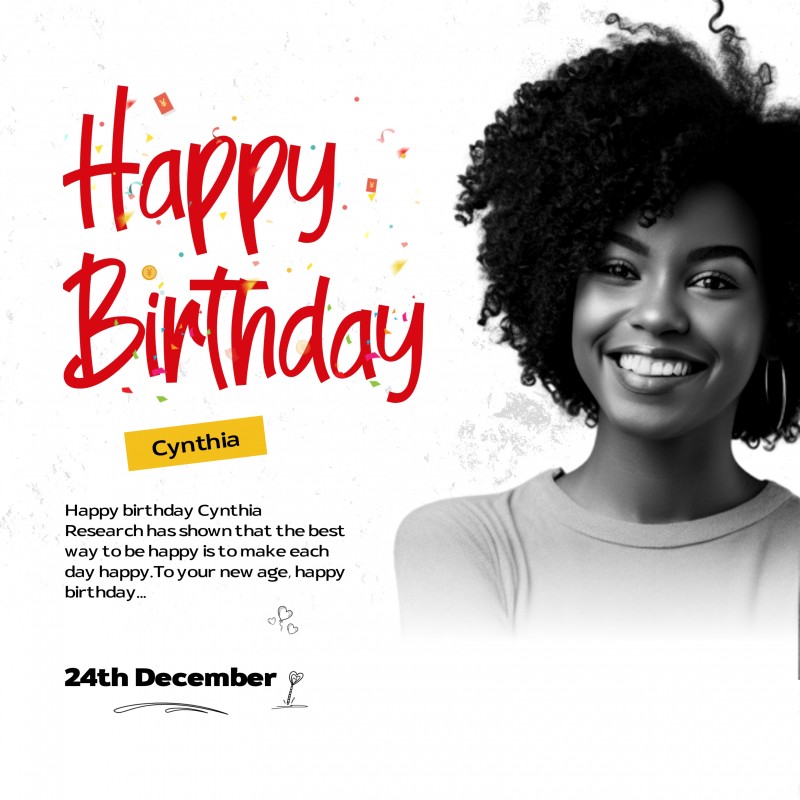 Happy
Birthday
Cynthia
Happy birthday Cynthia
Research has shown that the best
way to be happy is to make each
day happy.To your new age, happy
birthday...
24th December